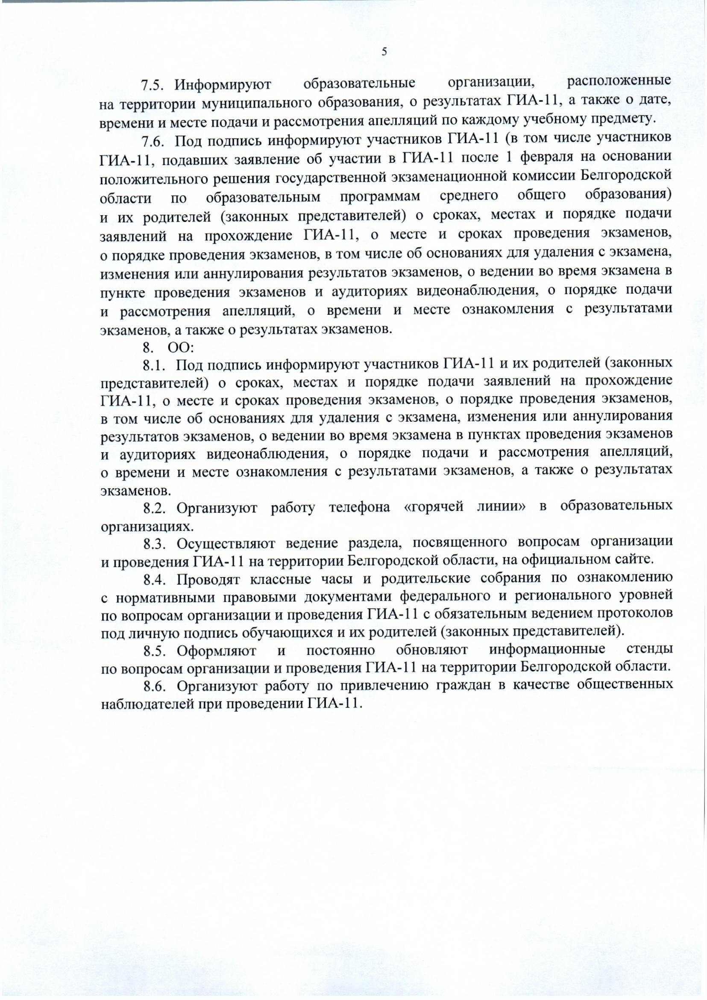 5
7.5. Информируют образовательные организации, расположенные
на территории муниципального образования, о результатах ГИА-11, а также о дате,
времени и месте подачи и рассмотрения апелляций по каждому учебному предмету.
7.6. Под подпись информируют участников ГИА-11 (в том числе участников
ГИА-11, подавших заявление об участии в ГИА-11 после 1 февраля на основании
положительного решения государственной экзаменационной комиссии Белгородской
области по образовательным программам среднего общего образования)
и их родителей (законных представителей) о сроках, местах и порядке подачи
заявлений на прохождение ГИА-11, о месте и сроках проведения экзаменов,
о порядке проведения экзаменов, в том числе об основаниях для удаления с экзамена,
изменения или аннулирования результатов экзаменов, о ведении во время экзамена в
пункте проведения экзаменов и аудиториях видеонаблюдения, о порядке подачи
и рассмотрения апелляций, о времени и месте ознакомления с результатами
экзаменов, а также о результатах экзаменов.
8. ОО:
8.1. Под подпись информируют участников ГИА-11 и их родителей (законных
представителей) о сроках, местах и порядке подачи заявлений на прохождение
ГИА-11, о месте и сроках проведения экзаменов, о порядке проведения экзаменов,
в том числе об основаниях для удаления с экзамена, изменения или аннулирования
результатов экзаменов, о ведении во время экзамена в пунктах проведения экзаменов
и аудиториях видеонаблюдения, о порядке подачи и рассмотрения апелляций,
о времени и месте ознакомления с результатами экзаменов, а также о результатах
экзаменов.
8.2. Организуют работу телефона «горячей линии» в образовательных
организациях.
8.3. Осуществляют ведение раздела, посвященного вопросам организации
и проведения ГИА-11 на территории Белгородской области, на официальном сайте.
8.4. Проводят классные часы и родительские собрания по ознакомлению
с нормативными правовыми документами федерального и регионального уровней
по вопросам организации и проведения ГИА-11 с обязательным ведением протоколов
под личную подпись обучающихся и их родителей (законных представителей).
8.5. Оформляют и постоянно обновляют информационные стенды
по вопросам организации и проведения ГИА-11 на территории Белгородской области.
8.6. Организуют работу по привлечению граждан в качестве общественных
наблюдателей при проведении ГИА-11.